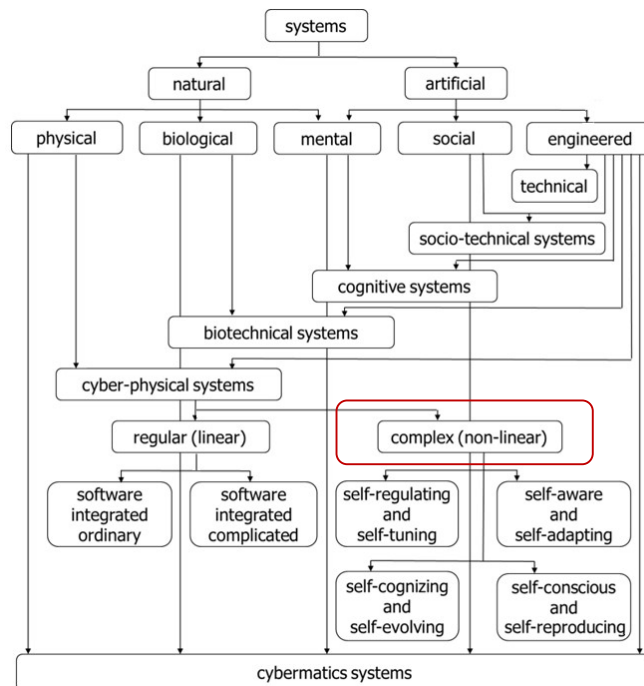 systems
natural
artificial
physical
biological
mental
social
engineered
technical
socio-technical systems
cognitive systems
biotechnical systems
cyber-physical systems
regular (linear)
complex (non-linear)
software
integrated
ordinary
software
integrated
complicated
self-regulating
and
self-tuning
self-aware
and
self-adapting
self-cognizing
and
self-evolving
self-conscious
and
self-reproducing
cybermatics systems